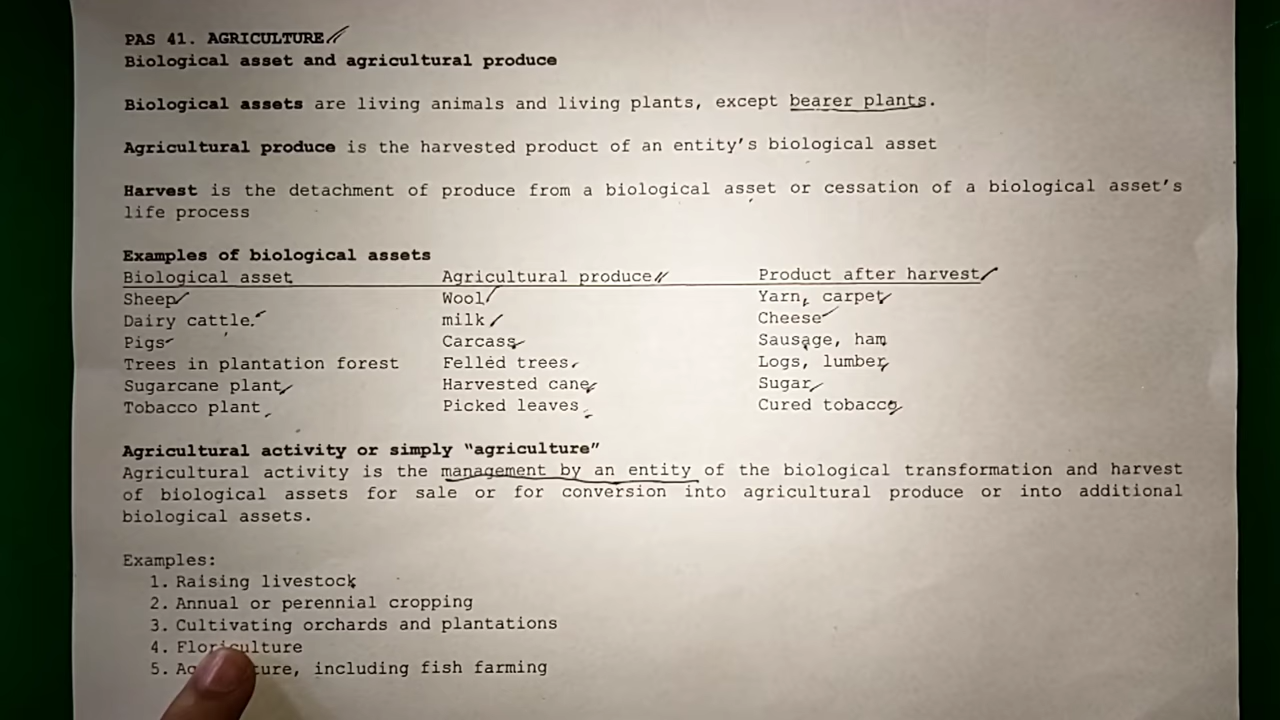 PAS 41. AGRICULTURE
Biological asset and agricultural produce
Biological assets are living animals and living plants, except bearer plants.
Agricultural produce is the harvested product of an entity's biological asset
Harvest is the detachment of produce from a biological asset or cessation of a biological asset's
life process
Examples of biological assets
Biological asset Agricultural produce Product after harvest
Sheep Wool Yarn, carpet
Dairy cattle. milk Cheese
Pigs Carcass Sausage, ham
Trees in plantation forest Felled trees Logs, lumber
Sugarcane plant Harvested cane Sugar
Tobacco plant Picked leaves Cured tobacco
Agricultural activity or simply "agriculture"
Agricultural activity is the management by an entity of the biological transformation and harvest
of biological assets for sale or for conversion into agricultural produce or into additional
biological assets.
Examples:
1. Raising livestock
2. Annual or perennial cropping
3. Cultivating orchards and plantations
4. Floriculture
5. including fish farming